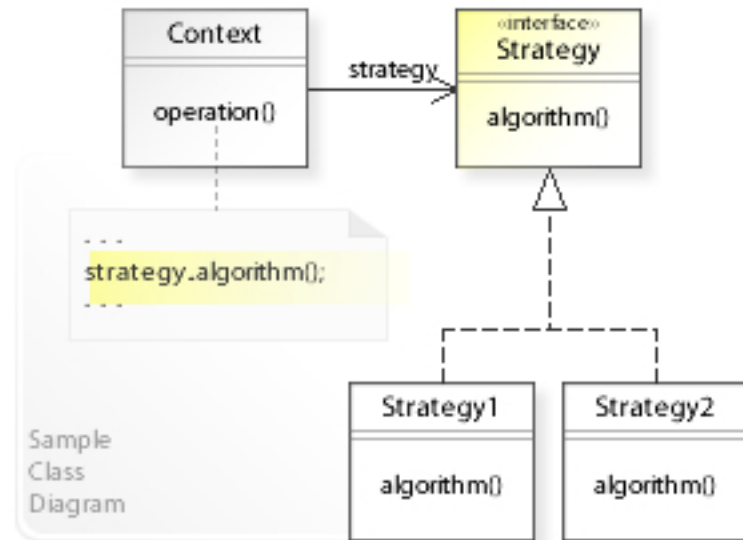 Context
operation()
strategy
«interface»
Strategy
algorithm()
- - -
strategy.algorithm();
- - -
Strategy1
algorithm()
Strategy2
algorithm()
Sample
Class
Diagram